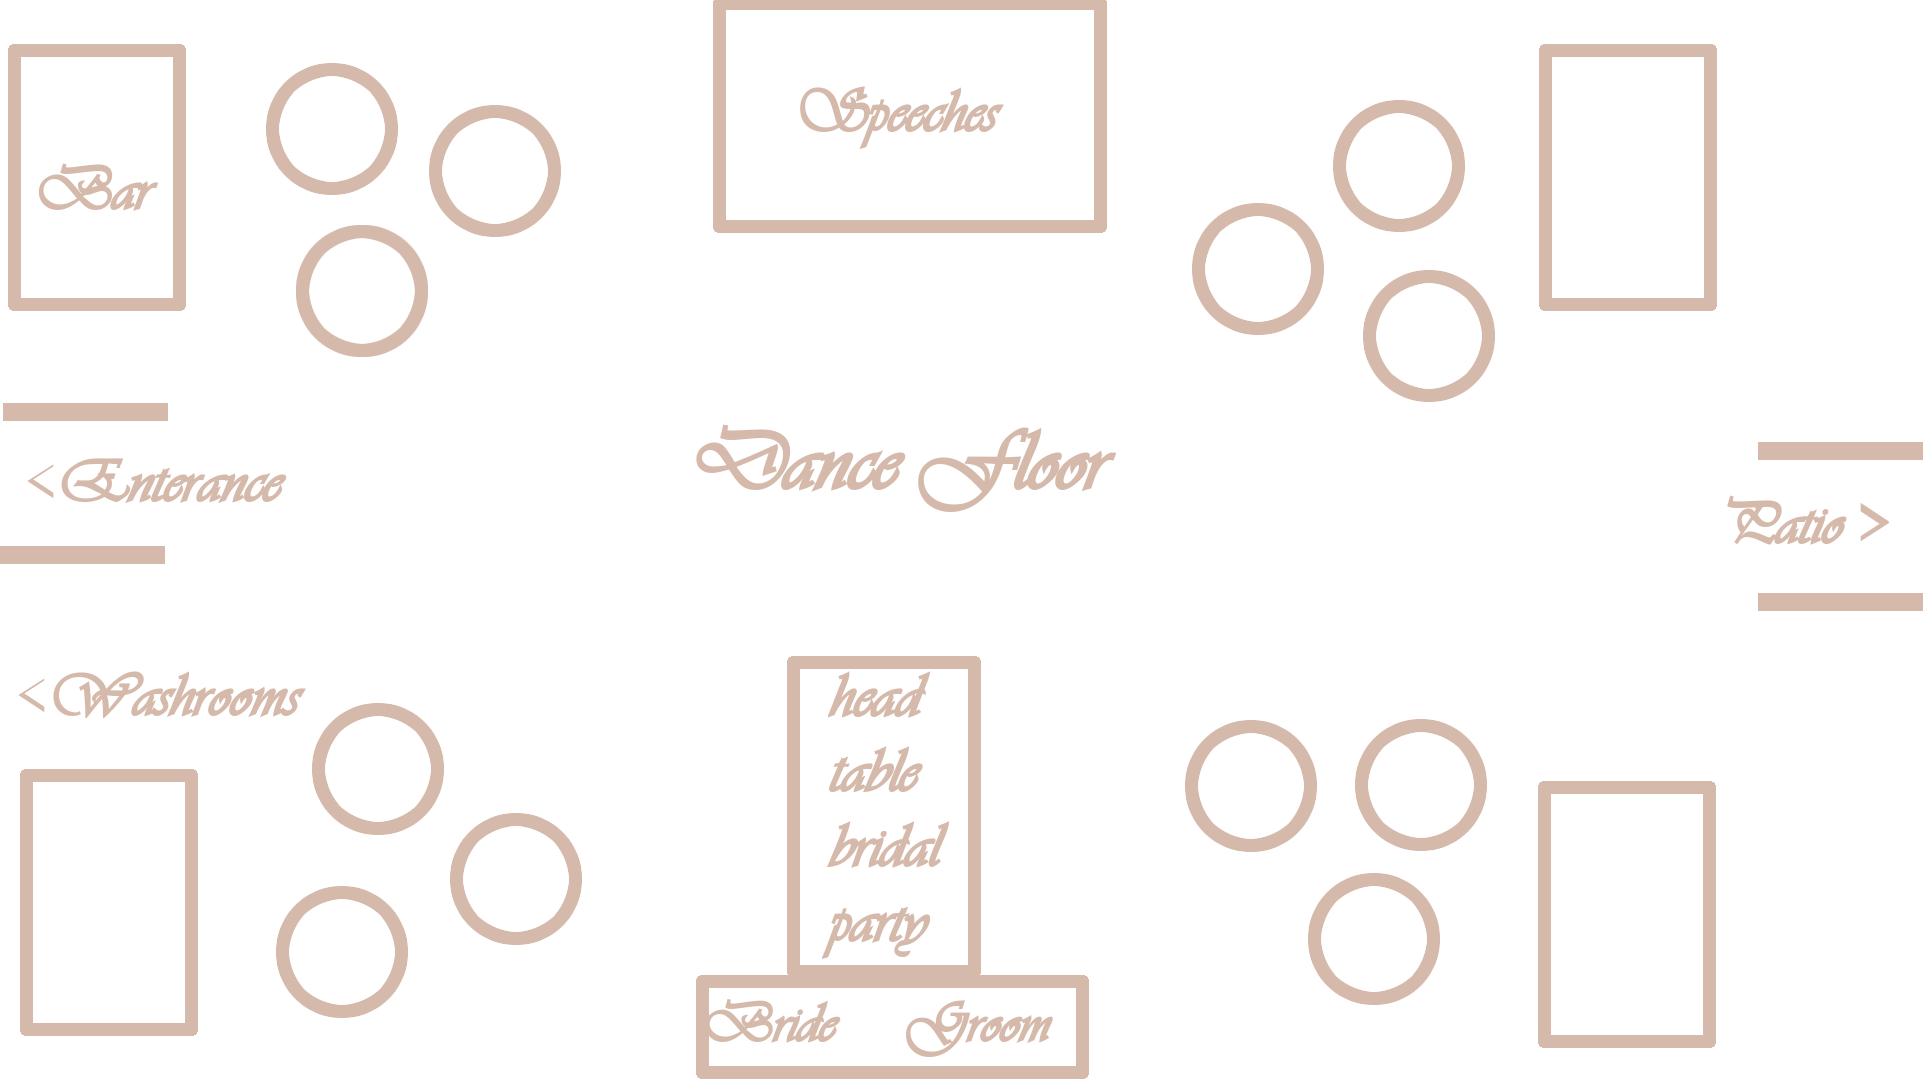 Speeches
Bar
Dance Floor
<Enterance
Patio >
<Washrooms
head
table
bridal
party
Bride Groom